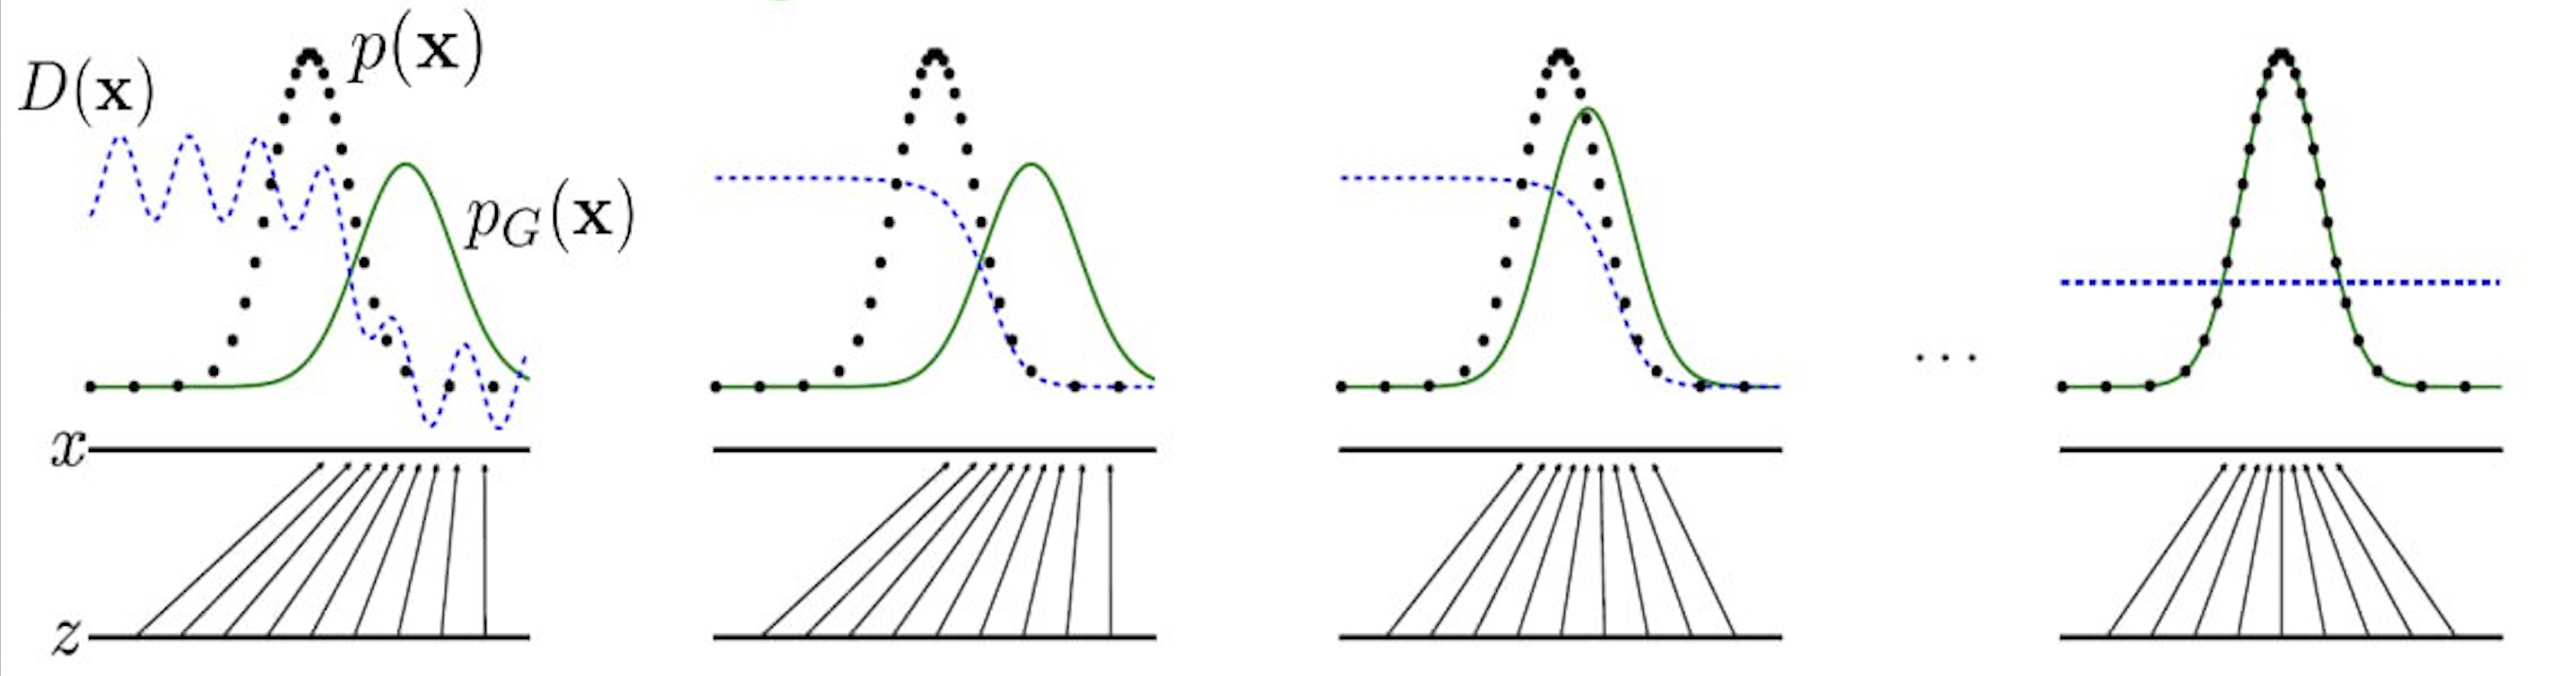 p(x)
D(x)
p_G(x)
. . .
x
z